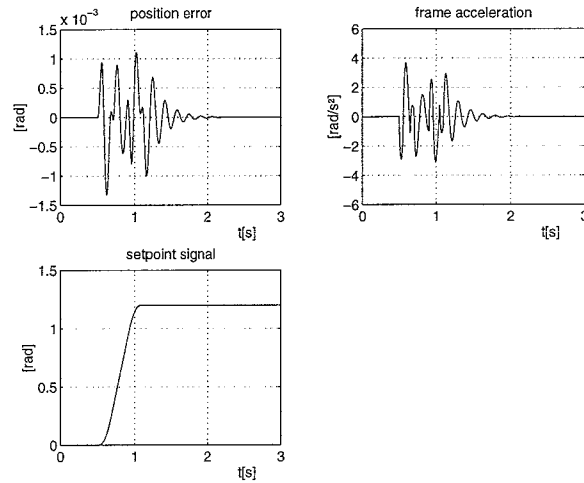 position error
x 10⁻³
1.5
1
0.5
0
−0.5
−1
−1.5
[rad]
0 1 2 3
t[s]
frame acceleration
6
4
2
0
−2
−4
−6
[rad/s²]
0 1 2 3
t[s]
setpoint signal
1.5
1
0.5
0
[rad]
0 1 2 3
t[s]